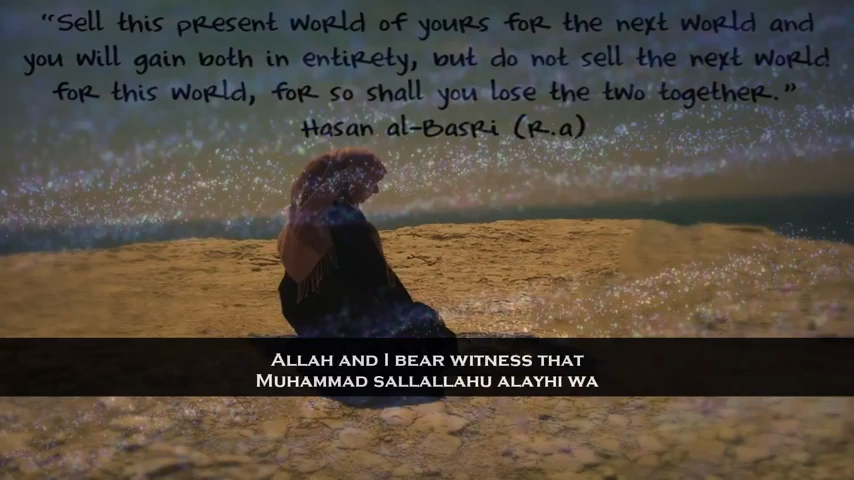 “Sell this present world of yours for the next world and
you will gain both in entirety, but do not sell the next world
for this world, for so shall you lose the two together.”
Hasan al-Basri (R.a)
Allah and I bear witness that
Muhammad sallallahu alayhi wa